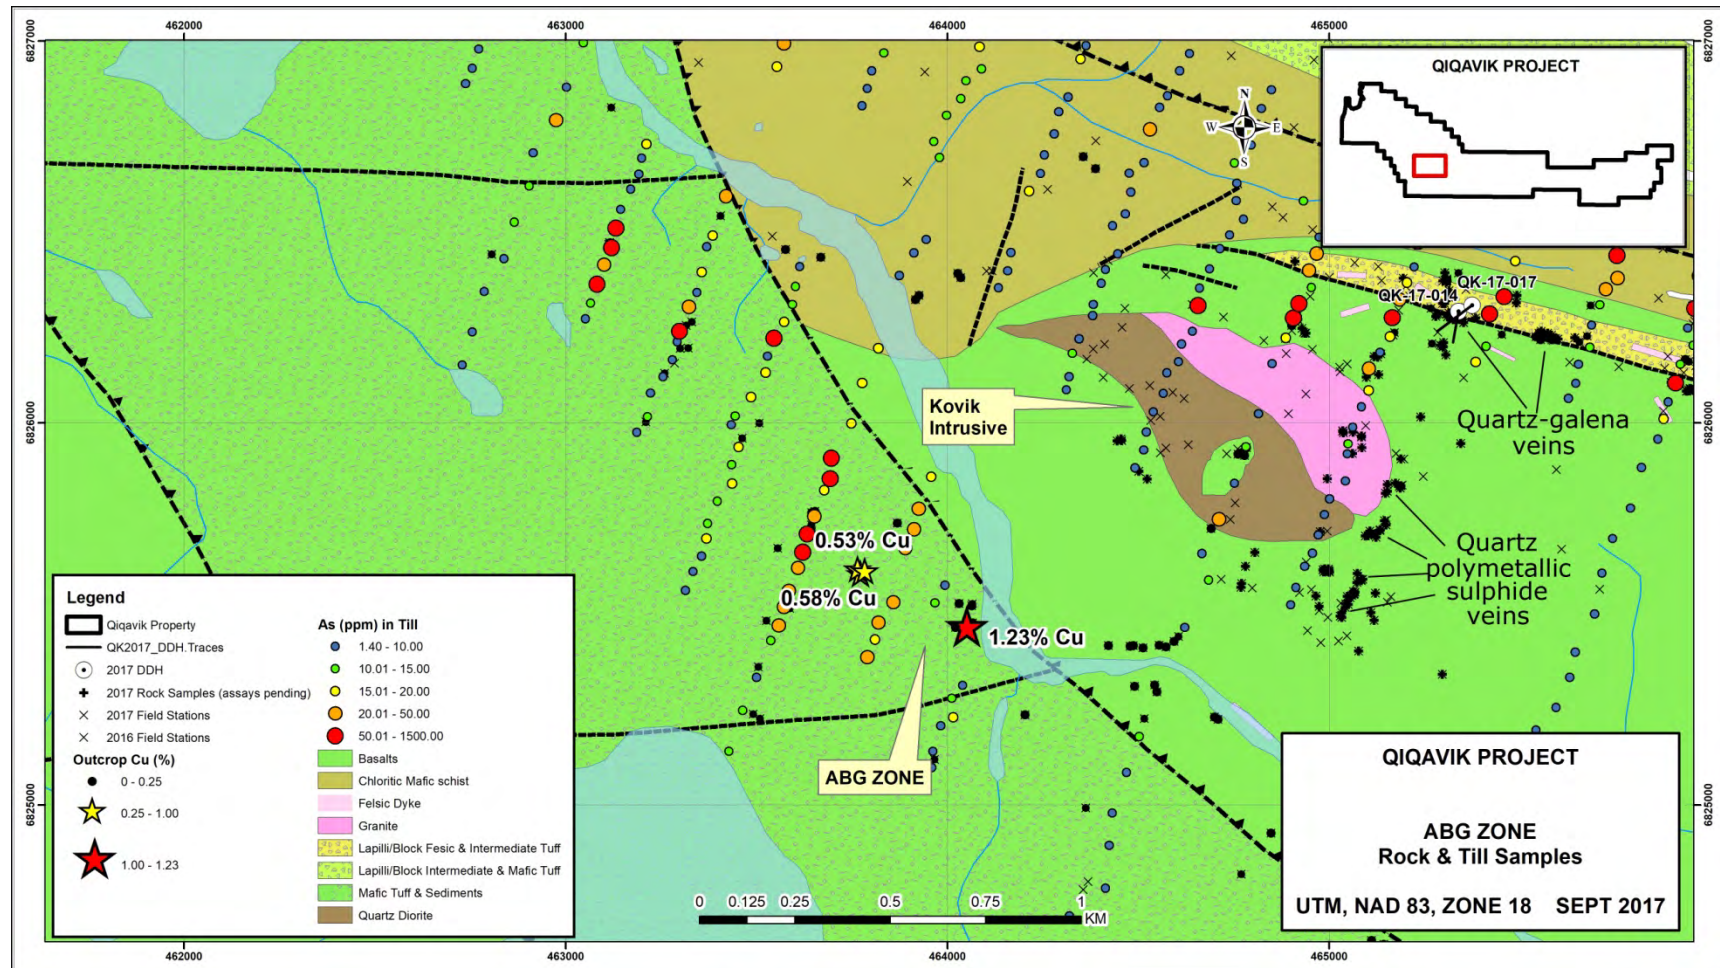 462000
463000
464000
465000
6827000
6827000
6826000
6826000
6825000
6825000
462000
463000
464000
465000
N
W
E
S
QIQAVIK PROJECT
QK-17-014
QK-17-017
Kovik
Intrusive
Quartz-galena
veins
Quartz
polymetallic
sulphide
veins
0.53% Cu
0.58% Cu
1.23% Cu
ABG ZONE
Legend
Qiqavik Property
QK2017_DDH.Traces
2017 DDH
2017 Rock Samples (assays pending)
2017 Field Stations
2016 Field Stations
Outcrop Cu (%)
0 - 0.25
0.25 - 1.00
1.00 - 1.23
As (ppm) in Till
1.40 - 10.00
10.01 - 15.00
15.01 - 20.00
20.01 - 50.00
50.01 - 1500.00
Basalts
Chloritic Mafic schist
Felsic Dyke
Granite
Lapilli/Block Fesic & Intermediate Tuff
Lapilli/Block Intermediate & Mafic Tuff
Mafic Tuff & Sediments
Quartz Diorite
0 0.125 0.25 0.5 0.75 1
KM
QIQAVIK PROJECT
ABG ZONE
Rock & Till Samples
UTM, NAD 83, ZONE 18 SEPT 2017